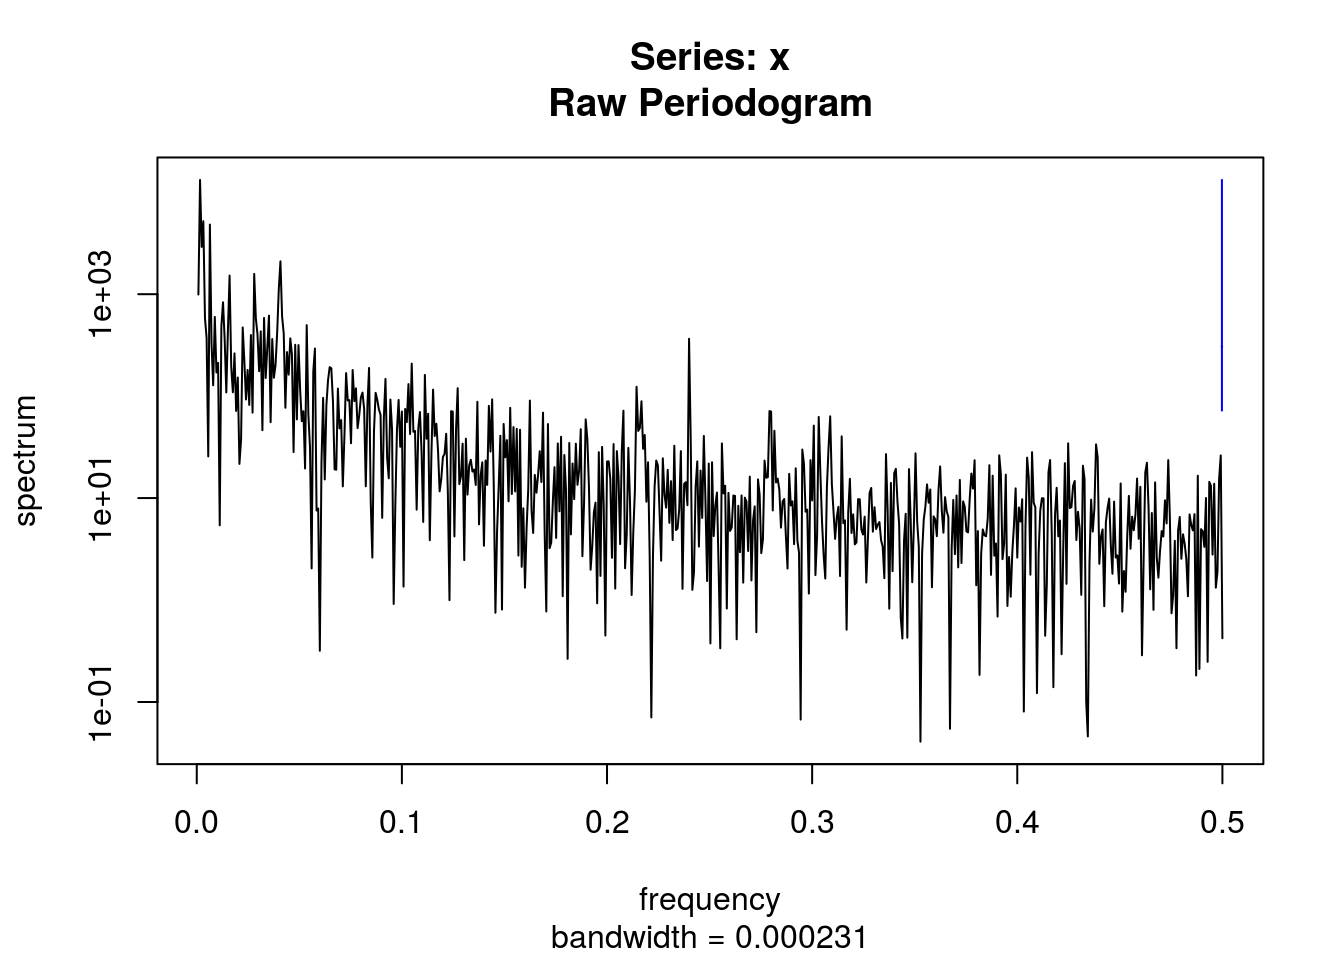 Series: x
Raw Periodogram
spectrum
1e+03
1e+01
1e-01
0.0 0.1 0.2 0.3 0.4 0.5
frequency
bandwidth = 0.000231